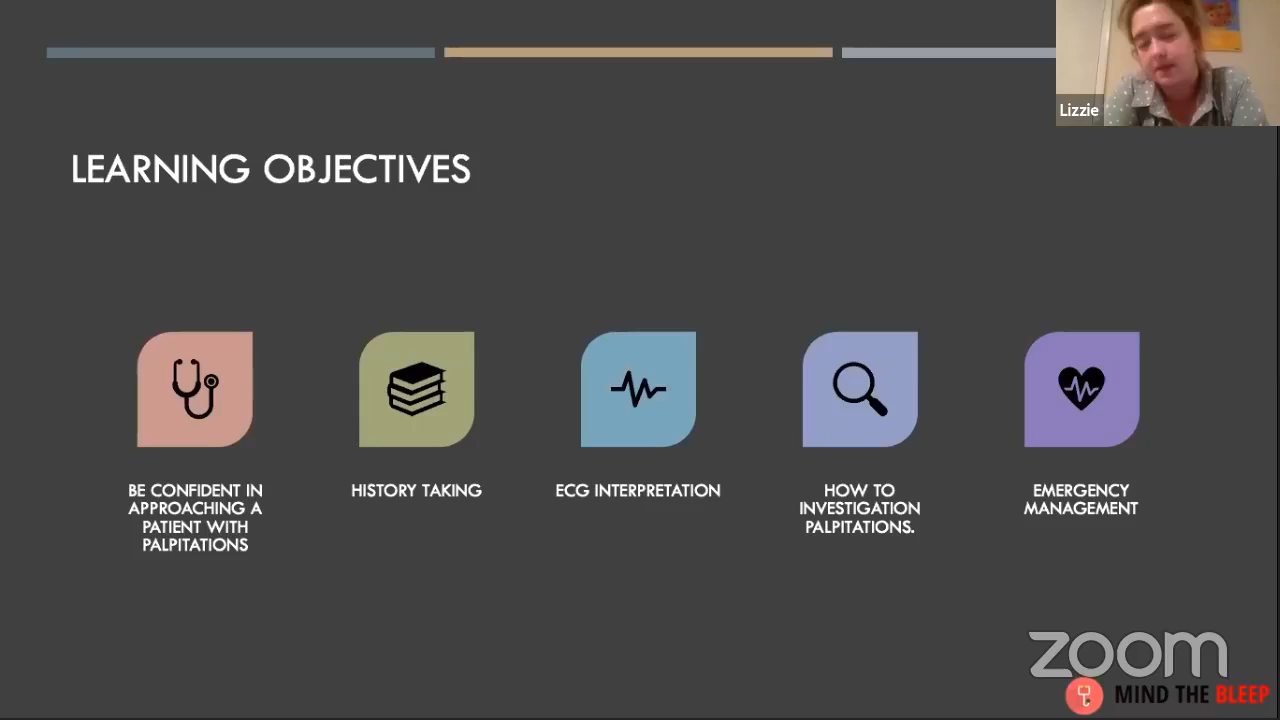 Lizzie
LEARNING OBJECTIVES
BE CONFIDENT IN
APPROACHING A
PATIENT WITH
PALPITATIONS
HISTORY TAKING
ECG INTERPRETATION
HOW TO
INVESTIGATION
PALPITATIONS.
EMERGENCY
MANAGEMENT
zoom
MIND THE BLEEP